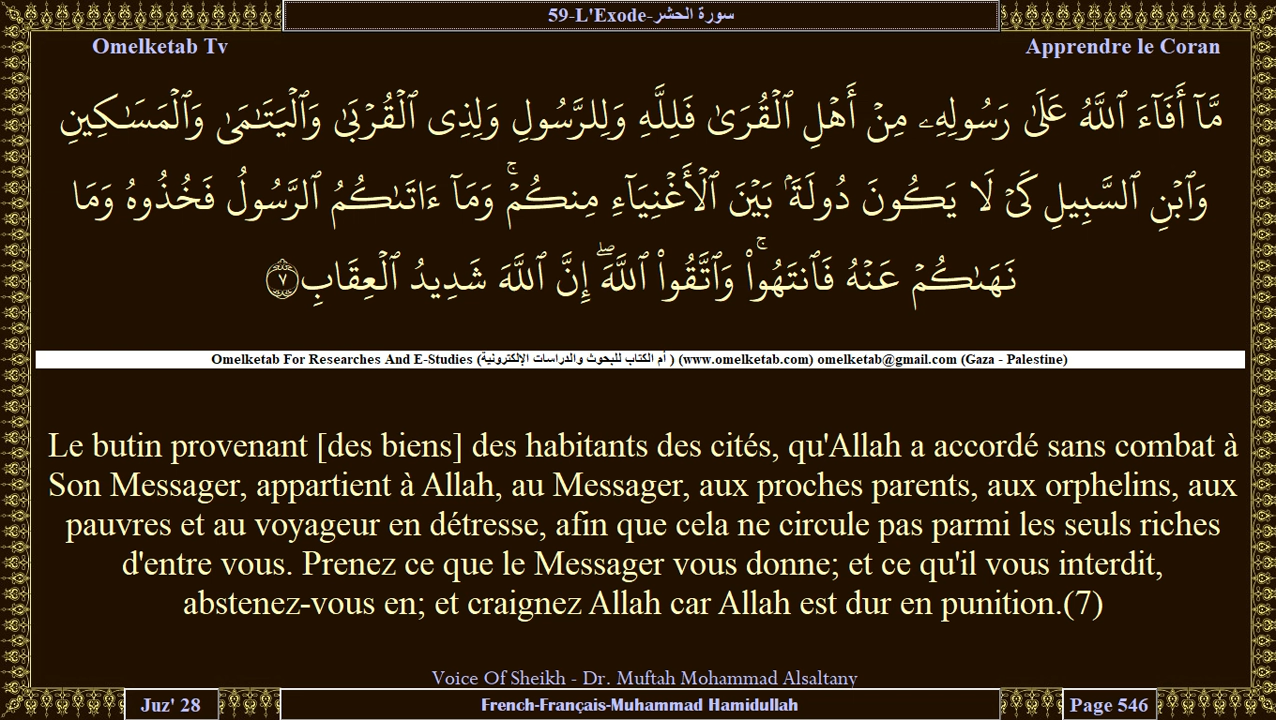 59-L'Exode-سورة الحشر
Omelketab Tv
Apprendre le Coran
مَّآ أَفَآءَ ٱللَّهُ عَلَىٰ رَسُولِهِۦ مِنۡ أَهۡلِ ٱلۡقُرَىٰ فَلِلَّهِ وَلِلرَّسُولِ وَلِذِى ٱلۡقُرۡبَىٰ وَٱلۡيَتَـٰمَىٰ وَٱلۡمَسَـٰكِينِ
وَٱبۡنِ ٱلسَّبِيلِ كَىۡ لَا يَكُونَ دُولَةَۢ بَيۡنَ ٱلۡأَغۡنِيَآءِ مِنكُمۡۚ وَمَآ ءَاتَىٰكُمُ ٱلرَّسُولُ فَخُذُوهُ وَمَا
نَهَىٰكُمۡ عَنۡهُ فَٱنتَهُواْۚ وَٱتَّقُواْ ٱللَّهَۖ إِنَّ ٱللَّهَ شَدِيدُ ٱلۡعِقَابِ ٧
Omelketab For Researches And E-Studies (أم الكتاب للبحوث والدراسات الإلكترونية ) (www.omelketab.com) omelketab@gmail.com (Gaza - Palestine)
Le butin provenant [des biens] des habitants des cités, qu'Allah a accordé sans combat à
Son Messager, appartient à Allah, au Messager, aux proches parents, aux orphelins, aux
pauvres et au voyageur en détresse, afin que cela ne circule pas parmi les seuls riches
d'entre vous. Prenez ce que le Messager vous donne; et ce qu'il vous interdit,
abstenez-vous en; et craignez Allah car Allah est dur en punition.(7)
Voice Of Sheikh - Dr. Muftah Mohammad Alsaltany
Juz' 28
French-Français-Muhammad Hamidullah
Page 546